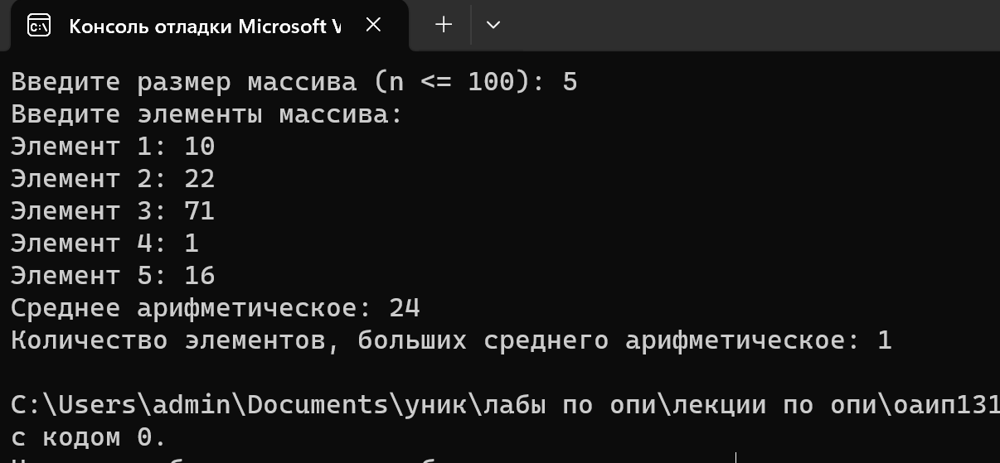 Консоль отладки Microsoft V
Введите размер массива (n <= 100): 5
Введите элементы массива:
Элемент 1: 10
Элемент 2: 22
Элемент 3: 71
Элемент 4: 1
Элемент 5: 16
Среднее арифметическое: 24
Количество элементов, больших среднего арифметическое: 1
C:\Users\admin\Documents\уник\лабы по опи\лекции по опи\оаип131
с кодом 0.